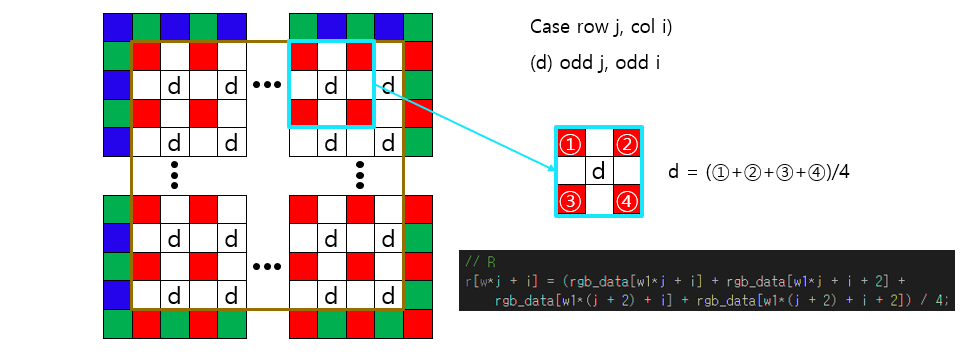 Case row j, col i)
(d) odd j, odd i
d d ••• d d
d d d d
① ②
d
③ ④
d = (①+②+③+④)/4
d d d d
•••
d d d d
// R
r[w*j + i] = (rgb_data[w1*j + i] + rgb_data[w1*j + i + 2] +
rgb_data[w1*(j + 2) + i] + rgb_data[w1*(j + 2) + i + 2]) / 4;